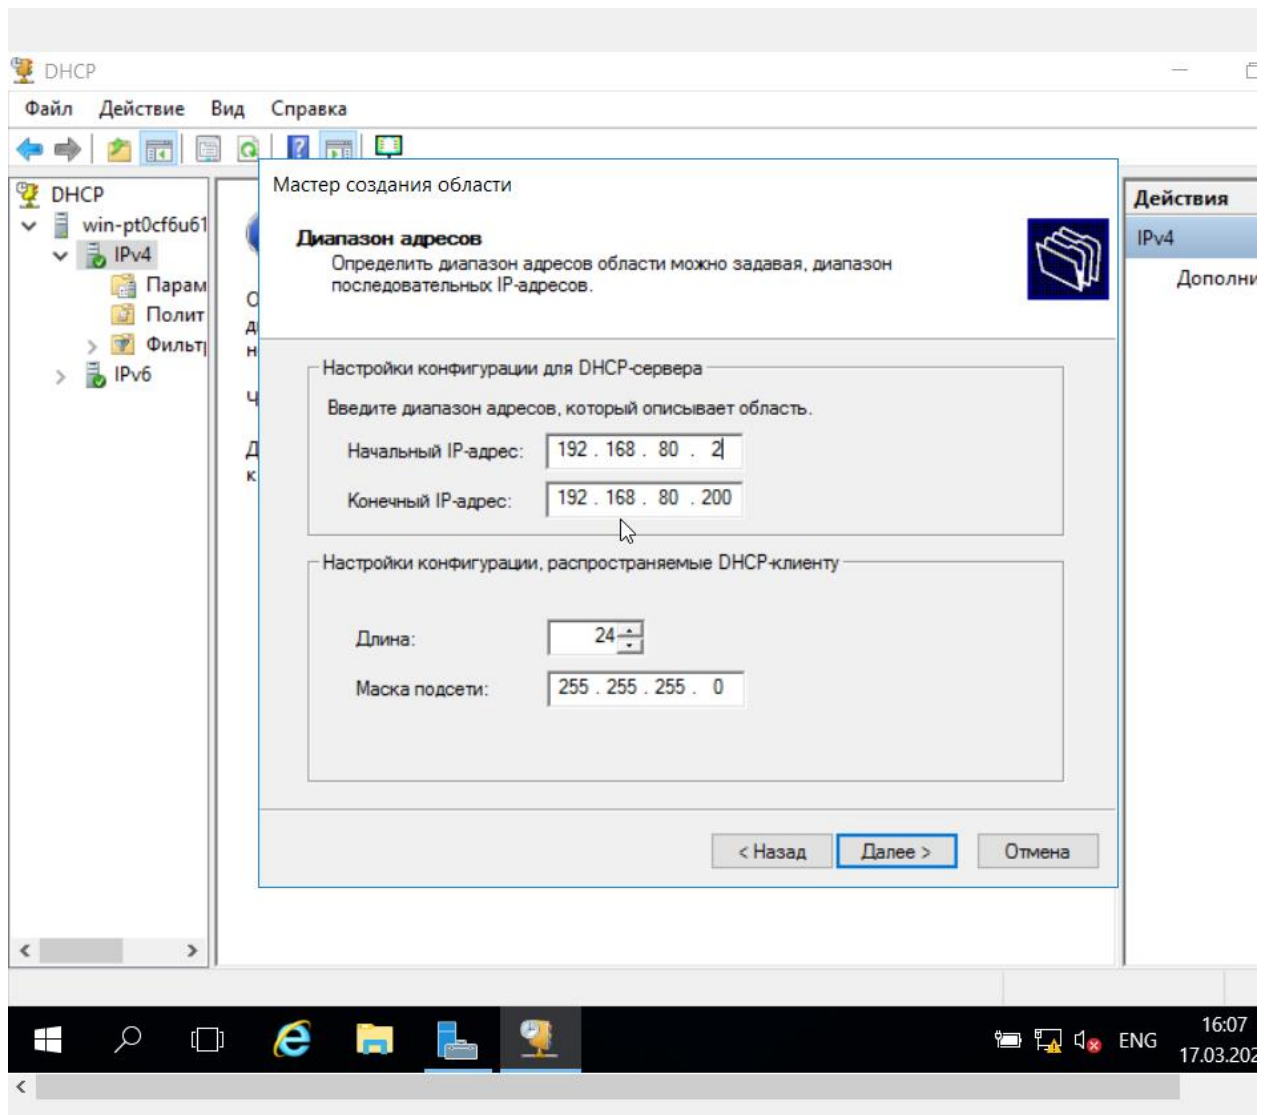 DHCP
Файл Действие Вид Справка
DHCP
win-pt0cf6u61
IPv4
Парам
Полит
Фильт
IPv6
Мастер создания области
Диапазон адресов
Определить диапазон адресов области можно задавая, диапазон
последовательных IP-адресов.
Настройки конфигурации для DHCP-сервера
Введите диапазон адресов, который описывает область.
Начальный IP-адрес: 192 . 168 . 80 . 2
Конечный IP-адрес: 192 . 168 . 80 . 200
Настройки конфигурации, распространяемые DHCP-клиенту
Длина: 24
Маска подсети: 255 . 255 . 255 . 0
< Назад Далее > Отмена
Действия
IPv4
Дополни
ENG
16:07
17.03.202